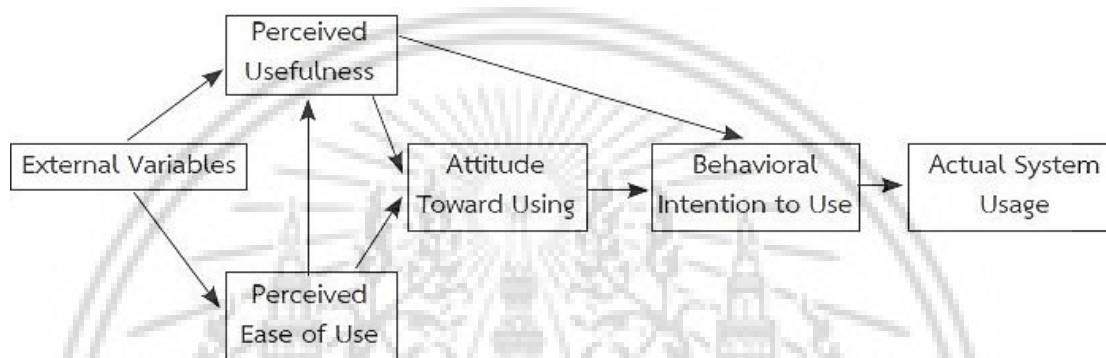 Perceived
Usefulness
External Variables
Attitude
Toward Using
Behavioral
Intention to Use
Actual System
Usage
Perceived
Ease of Use